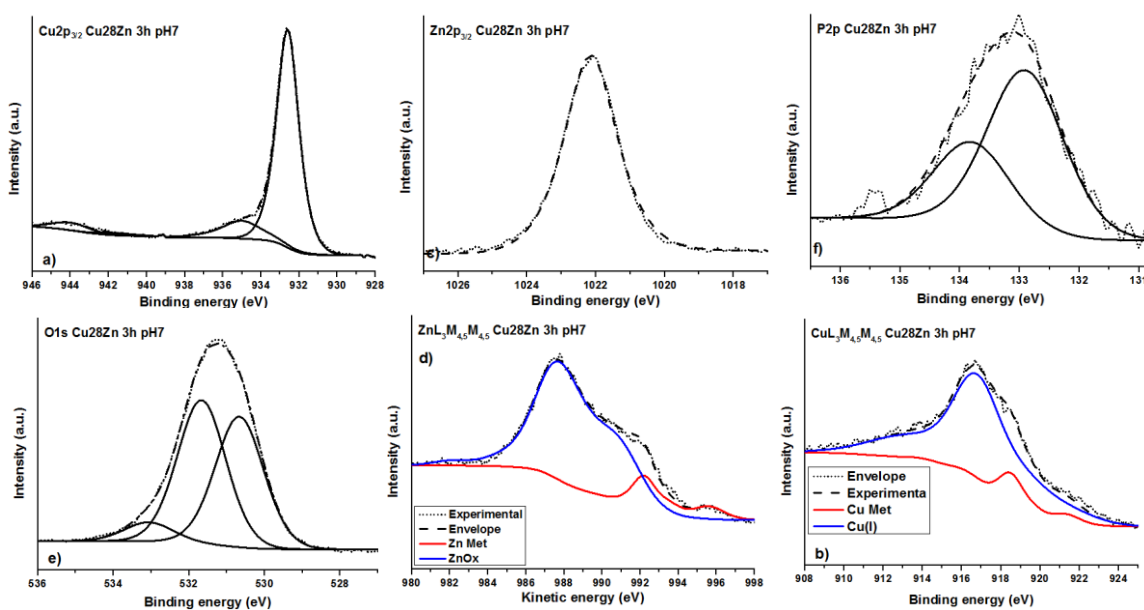 Cu2p3/2 Cu28Zn 3h pH7
Intensity (a.u.)
a)
946 944 942 940 938 936 934 932 930 928
Binding energy (eV)
Zn2p3/2 Cu28Zn 3h pH7
Intensity (a.u.)
c)
1026 1024 1022 1020 1018
Binding energy (eV)
P2p Cu28Zn 3h pH7
Intensity (a.u.)
f)
136 135 134 133 132 131
Binding energy (eV)
O1s Cu28Zn 3h pH7
Intensity (a.u.)
e)
536 534 532 530 528
Binding energy (eV)
ZnL3M4,5M4,5 Cu28Zn 3h pH7
d)
Intensity (a.u.)
Experimental
Envelope
Zn Met
ZnOx
980 982 984 986 988 990 992 994 996 998
Kinetic energy (eV)
CuL3M4,5M4,5 Cu28Zn 3h pH7
Intensity (a.u.)
Envelope
Experimenta
Cu Met
Cu(I)
b)
908 910 912 914 916 918 920 922 924
Binding energy (eV)